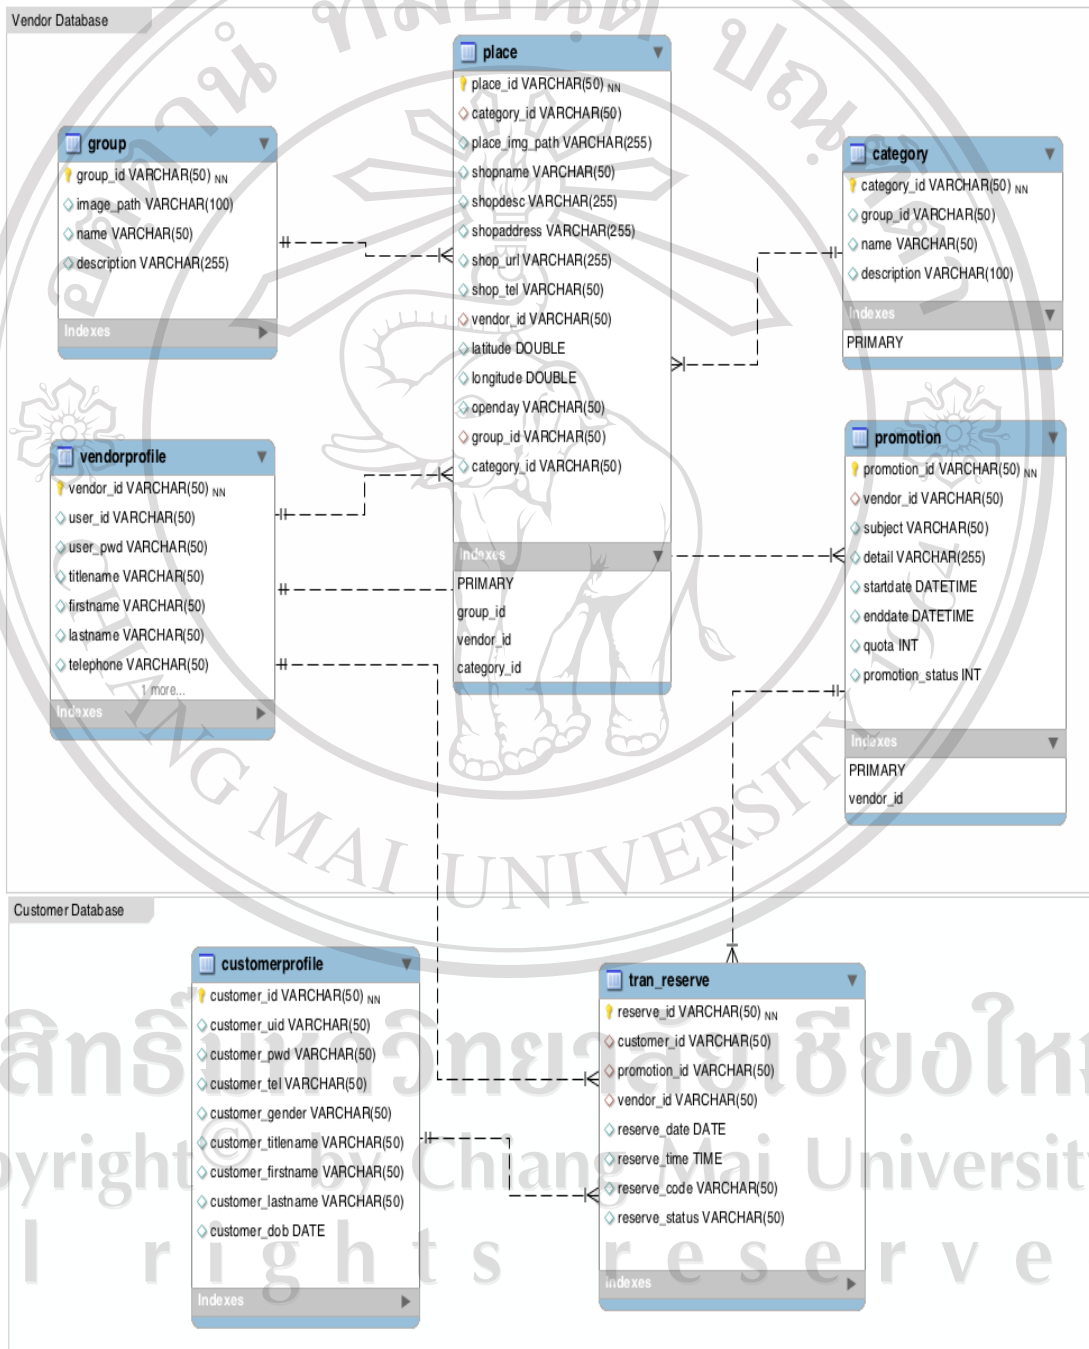 Vendor Database
place
place_id VARCHAR(50) NN
category_id VARCHAR(50)
place_img_path VARCHAR(255)
shopname VARCHAR(50)
shopdesc VARCHAR(255)
shopaddress VARCHAR(255)
shop_url VARCHAR(255)
shop_tel VARCHAR(50)
vendor_id VARCHAR(50)
latitude DOUBLE
longitude DOUBLE
openday VARCHAR(50)
group_id VARCHAR(50)
category_id VARCHAR(50)
Indexes
PRIMARY
group_id
vendor_id
category_id
group
group_id VARCHAR(50) NN
image_path VARCHAR(100)
name VARCHAR(50)
description VARCHAR(255)
Indexes
category
category_id VARCHAR(50) NN
group_id VARCHAR(50)
name VARCHAR(50)
description VARCHAR(100)
Indexes
PRIMARY
vendorprofile
vendor_id VARCHAR(50) NN
user_id VARCHAR(50)
user_pwd VARCHAR(50)
titlename VARCHAR(50)
firstname VARCHAR(50)
lastname VARCHAR(50)
telephone VARCHAR(50)
1 more...
Indexes
promotion
promotion_id VARCHAR(50) NN
vendor_id VARCHAR(50)
subject VARCHAR(50)
detail VARCHAR(255)
startdate DATETIME
enddate DATETIME
quota INT
promotion_status INT
Indexes
PRIMARY
vendor_id
CHIANG MAI UNIVERSITY 1964
Customer Database
customerprofile
customer_id VARCHAR(50) NN
customer_uid VARCHAR(50)
customer_pwd VARCHAR(50)
customer_tel VARCHAR(50)
customer_gender VARCHAR(50)
customer_titlename VARCHAR(50)
customer_firstname VARCHAR(50)
customer_lastname VARCHAR(50)
customer_dob DATE
Indexes
tran_reserve
reserve_id VARCHAR(50) NN
customer_id VARCHAR(50)
promotion_id VARCHAR(50)
vendor_id VARCHAR(50)
reserve_date DATE
reserve_time TIME
reserve_code VARCHAR(50)
reserve_status VARCHAR(50)
Indexes
pyright© by Chiang Mai Universit
l rights reserve